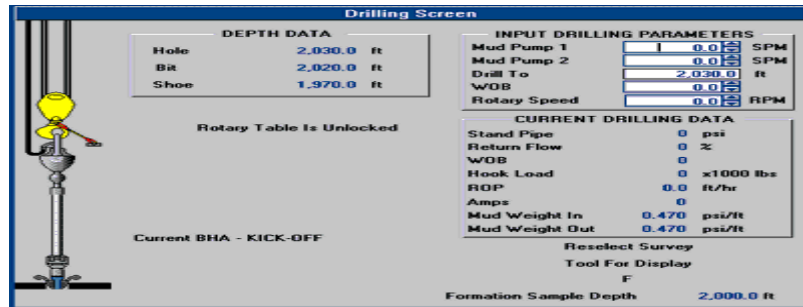 Drilling Screen
DEPTH DATA
Hole 2,030.0 ft
Bit 2,020.0 ft
Shoe 1,970.0 ft
Rotary Table Is Unlocked
Current BHA - KICK-OFF
INPUT DRILLING PARAMETERS
Mud Pump 1 0.0 SPM
Mud Pump 2 0.0 SPM
Drill To 2,030.0 ft
WOB 0.0
Rotary Speed 0.0 RPM
CURRENT DRILLING DATA
Stand Pipe 0 psi
Return Flow 0 %
WOB 0
Hook Load 0 x1000 lbs
ROP 0.0 ft/hr
Amps 0
Mud Weight In 0.470 psi/ft
Mud Weight Out 0.470 psi/ft
Reselect Survey
Tool For Display
F
Formation Sample Depth 2,000.0 ft